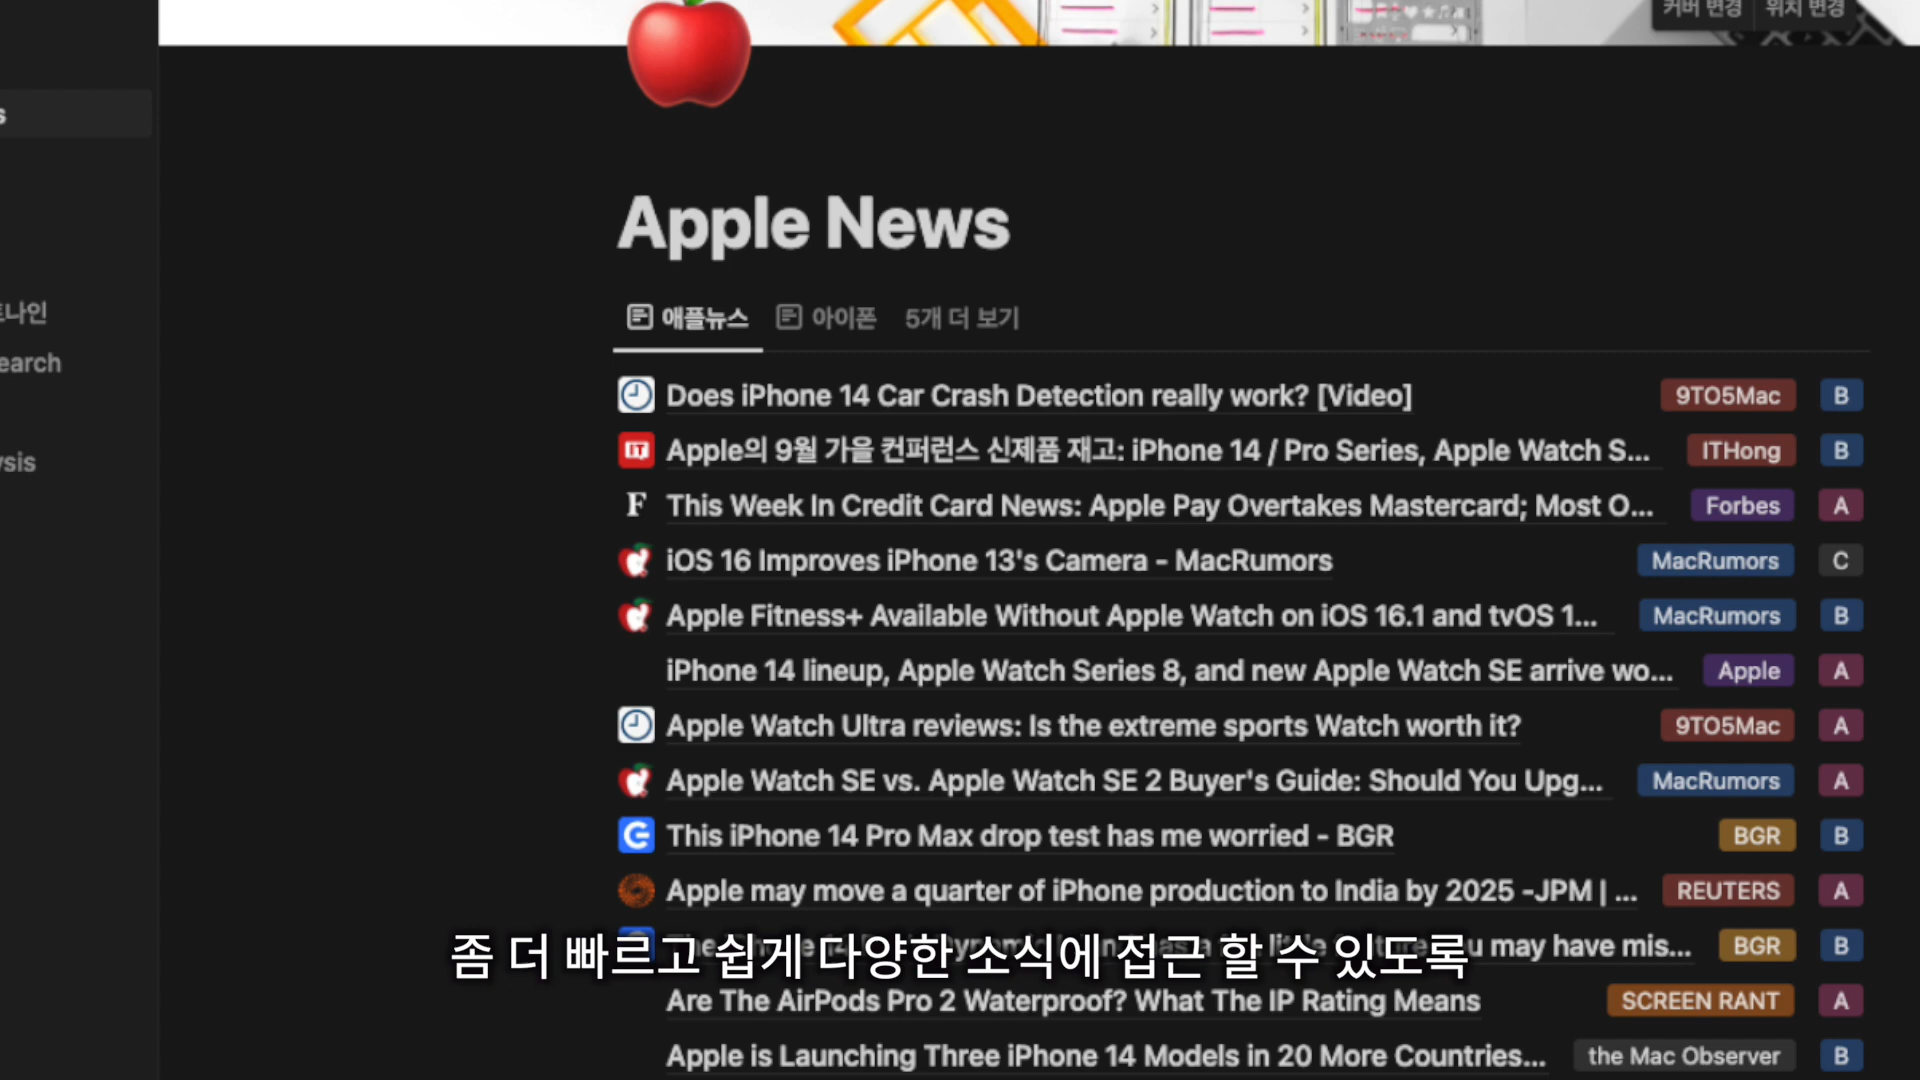 커버 변경 위치 변경
s
Apple News
애플뉴스 아이폰 5개 더 보기
트나인
earch
ysis
Does iPhone 14 Car Crash Detection really work? [Video] 9TO5Mac B
IT Apple의 9월 가을 컨퍼런스 신제품 재고: iPhone 14 / Pro Series, Apple Watch S... ITHong B
F This Week In Credit Card News: Apple Pay Overtakes Mastercard; Most O... Forbes A
iOS 16 Improves iPhone 13's Camera - MacRumors MacRumors C
Apple Fitness+ Available Without Apple Watch on iOS 16.1 and tvOS 1... MacRumors B
iPhone 14 lineup, Apple Watch Series 8, and new Apple Watch SE arrive wo... Apple A
Apple Watch Ultra reviews: Is the extreme sports Watch worth it? 9TO5Mac A
Apple Watch SE vs. Apple Watch SE 2 Buyer's Guide: Should You Upg... MacRumors A
This iPhone 14 Pro Max drop test has me worried - BGR BGR B
Apple may move a quarter of iPhone production to India by 2025 -JPM | ... REUTERS A
may have mis... BGR B
좀 더 빠르고 쉽게 다양한 소식에 접근 할 수 있도록
Are The AirPods Pro 2 Waterproof? What The IP Rating Means SCREEN RANT A
Apple is Launching Three iPhone 14 Models in 20 More Countries... the Mac Observer B